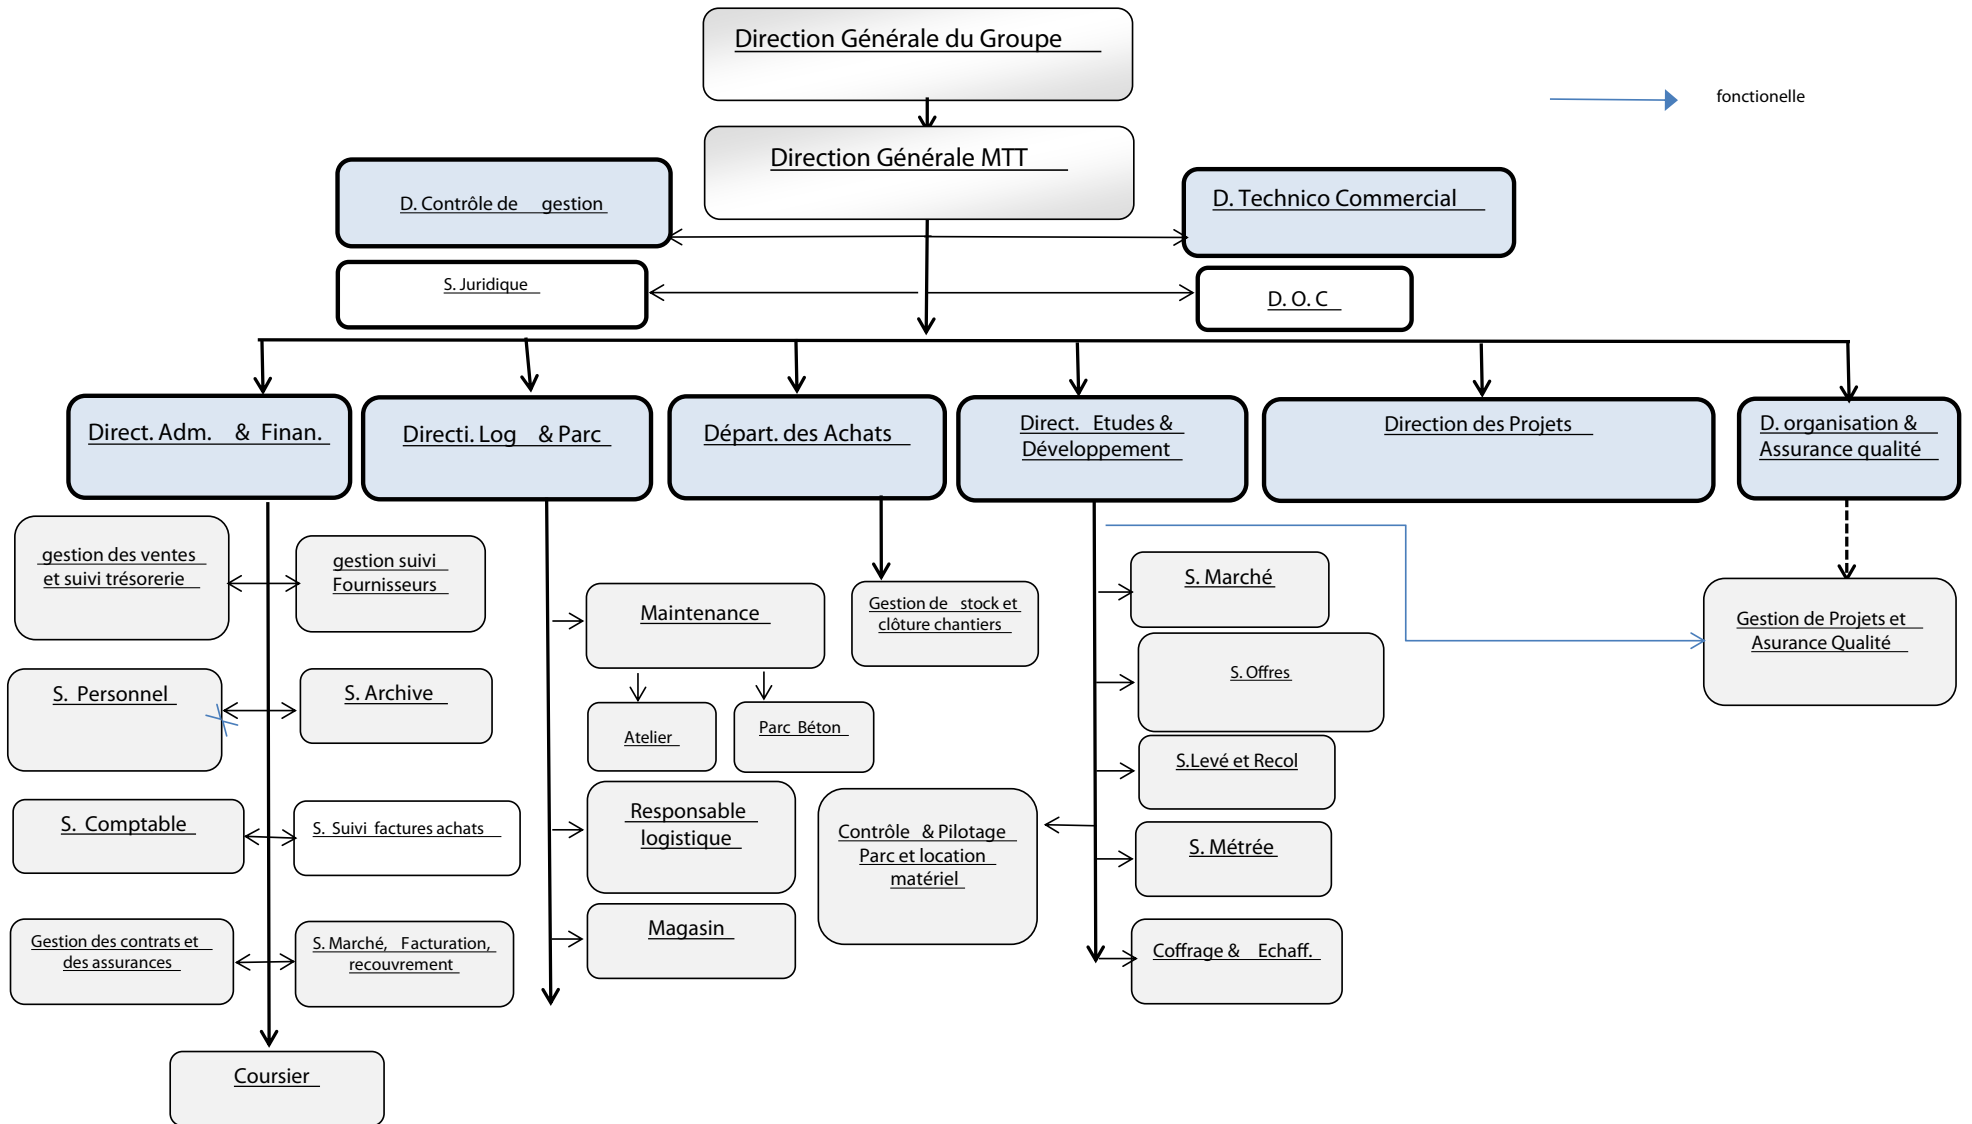 Direction Générale du Groupe
fonctionelle
Direction Générale MTT
D. Contrôle de gestion
D. Technico Commercial
S. Juridique
D. O. C
Direct. Adm. & Finan.
Directi. Log & Parc
Départ. des Achats
Direct. Etudes &
Développement
Direction des Projets
D. organisation &
Assurance qualité
gestion des ventes
et suivi trésorerie
gestion suivi
Fournisseurs
S. Personnel
S. Archive
S. Comptable
S. Suivi factures achats
Gestion des contrats et
des assurances
S. Marché, Facturation,
recouvrement
Coursier
Maintenance
Atelier
Parc Béton
Responsable
logistique
Magasin
Gestion de stock et
clôture chantiers
Contrôle & Pilotage
Parc et location
matériel
S. Marché
S. Offres
S.Levé et Recol
S. Métrée
Coffrage & Echaff.
Gestion de Projets et
Asurance Qualité